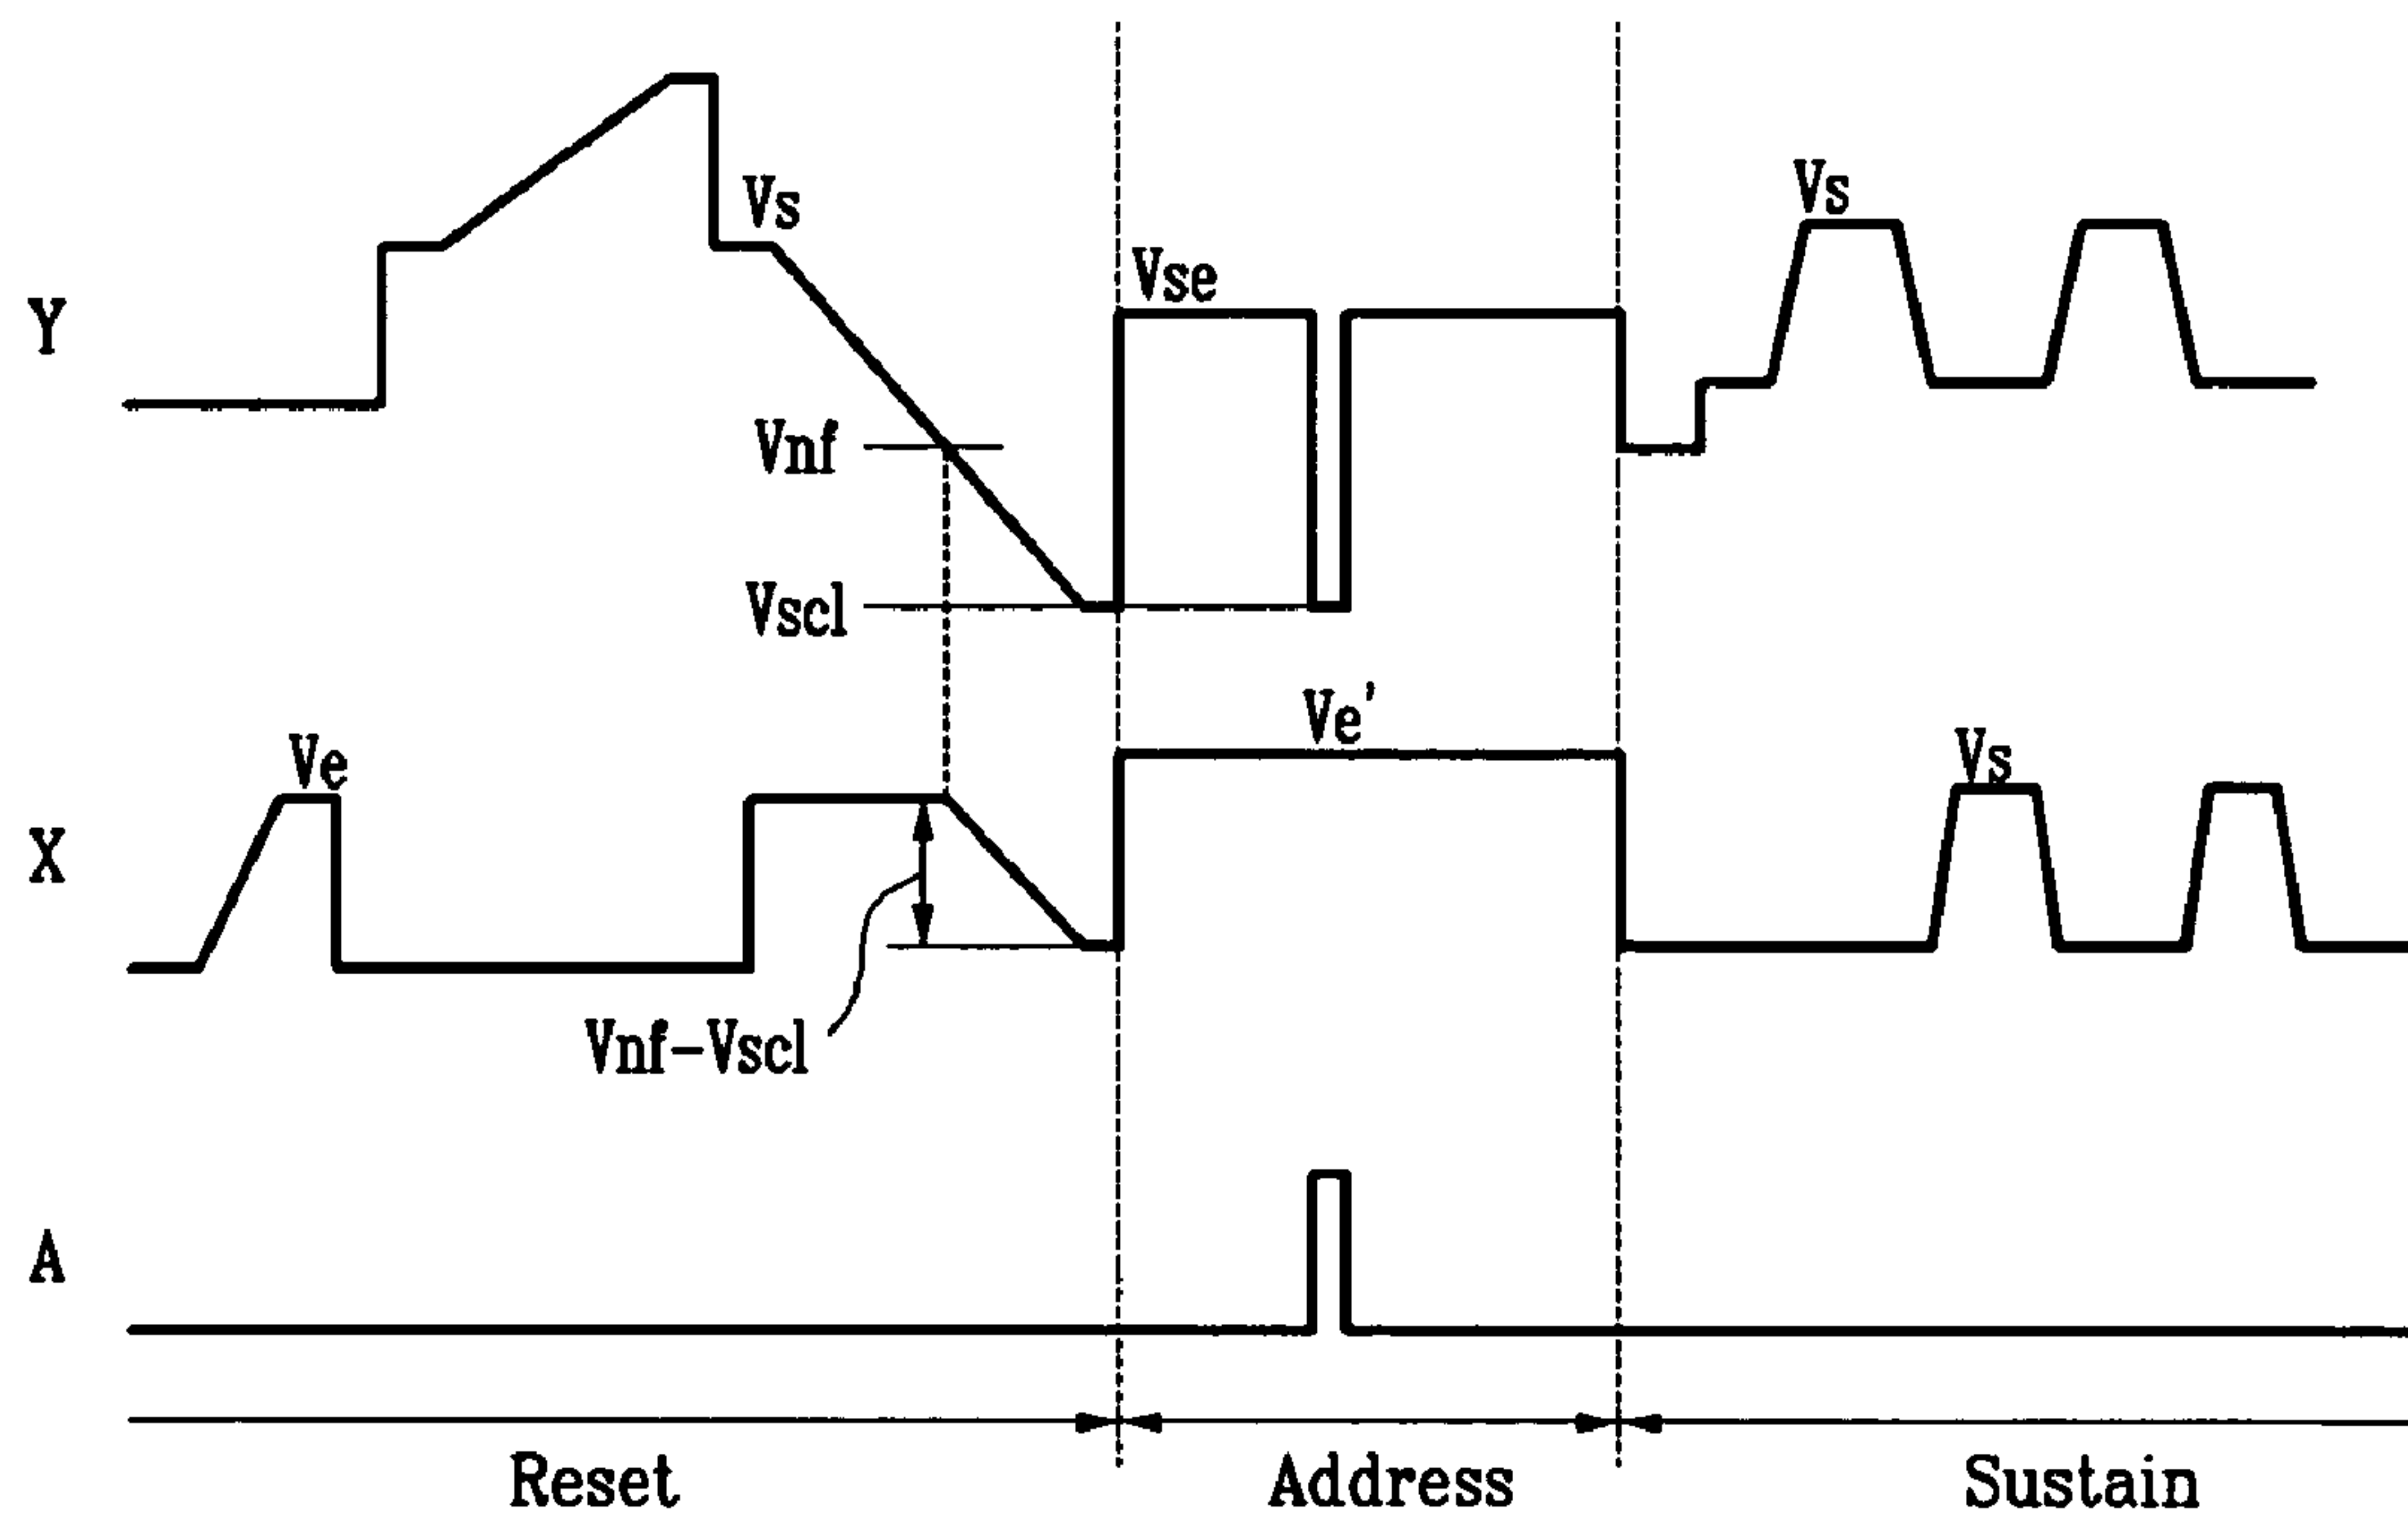 Vs
Vs
Vse
Y
Vnf
Vscl
Ve'
Ve
Vs
X
Vnf-Vscl
A
Reset
Address
Sustain